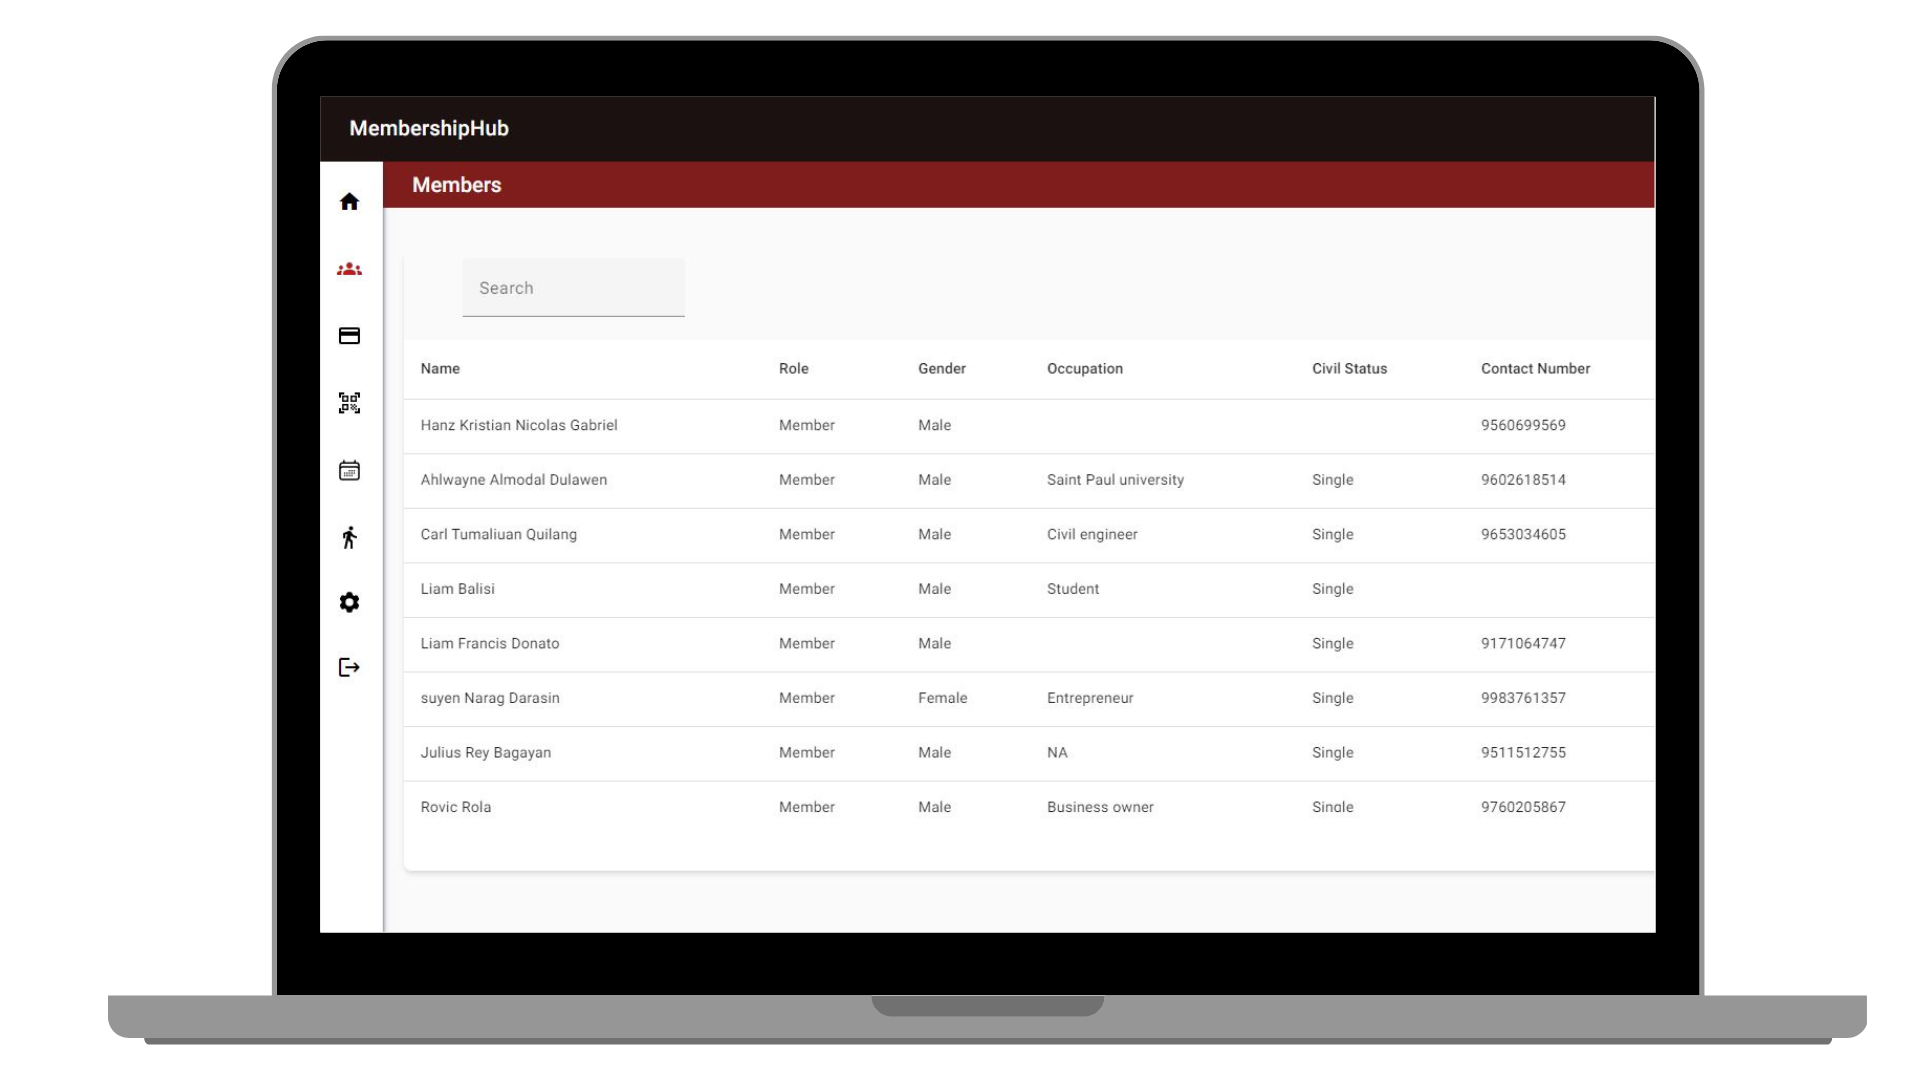 MembershipHub
Members
Search
Name Role Gender Occupation Civil Status Contact Number
Hanz Kristian Nicolas Gabriel Member Male 9560699569
Ahlwayne Almodal Dulawen Member Male Saint Paul university Single 9602618514
Carl Tumaliuan Quilang Member Male Civil engineer Single 9653034605
Liam Balisi Member Male Student Single
Liam Francis Donato Member Male Single 9171064747
suyen Narag Darasin Member Female Entrepreneur Single 9983761357
Julius Rey Bagayan Member Male NA Single 9511512755
Rovic Rola Member Male Business owner Single 9760205867